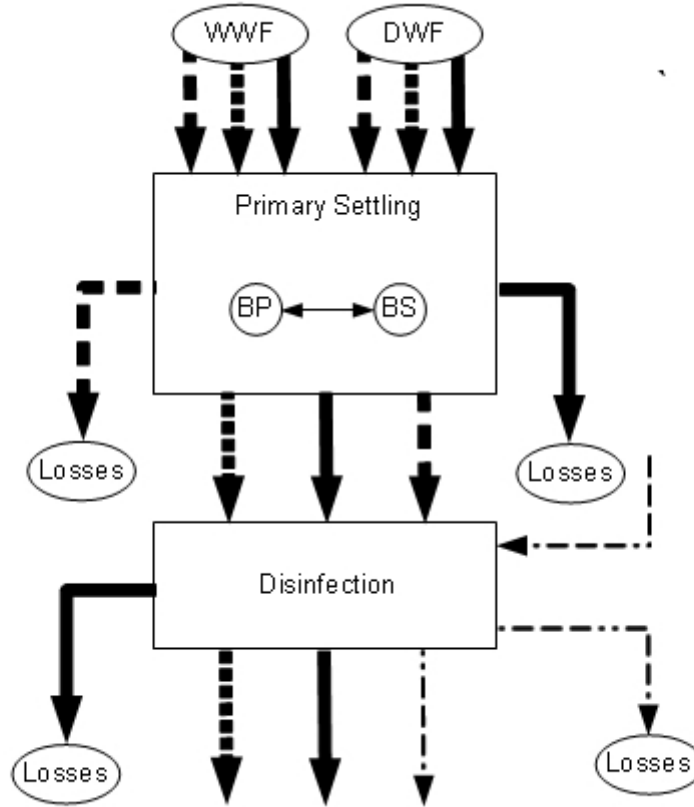 WWF
DWF
Primary Settling
BP
BS
Losses
Losses
Disinfection
Losses
Losses